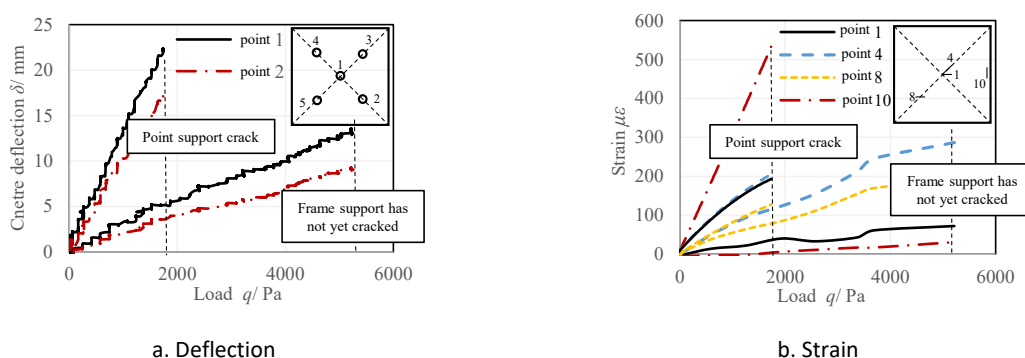 25
20
15
10
5
0
0
2000
4000
6000
Cnetre deflection δ/ mm
Load q/ Pa
point 1
point 2
4
3
1
5
2
Point support crack
Frame support has
not yet cracked
a. Deflection
600
500
400
300
200
100
0
0
2000
4000
6000
Strain με
Load q/ Pa
point 1
point 4
point 8
point 10
4
1
10
8
Point support crack
Frame support has
not yet cracked
b. Strain